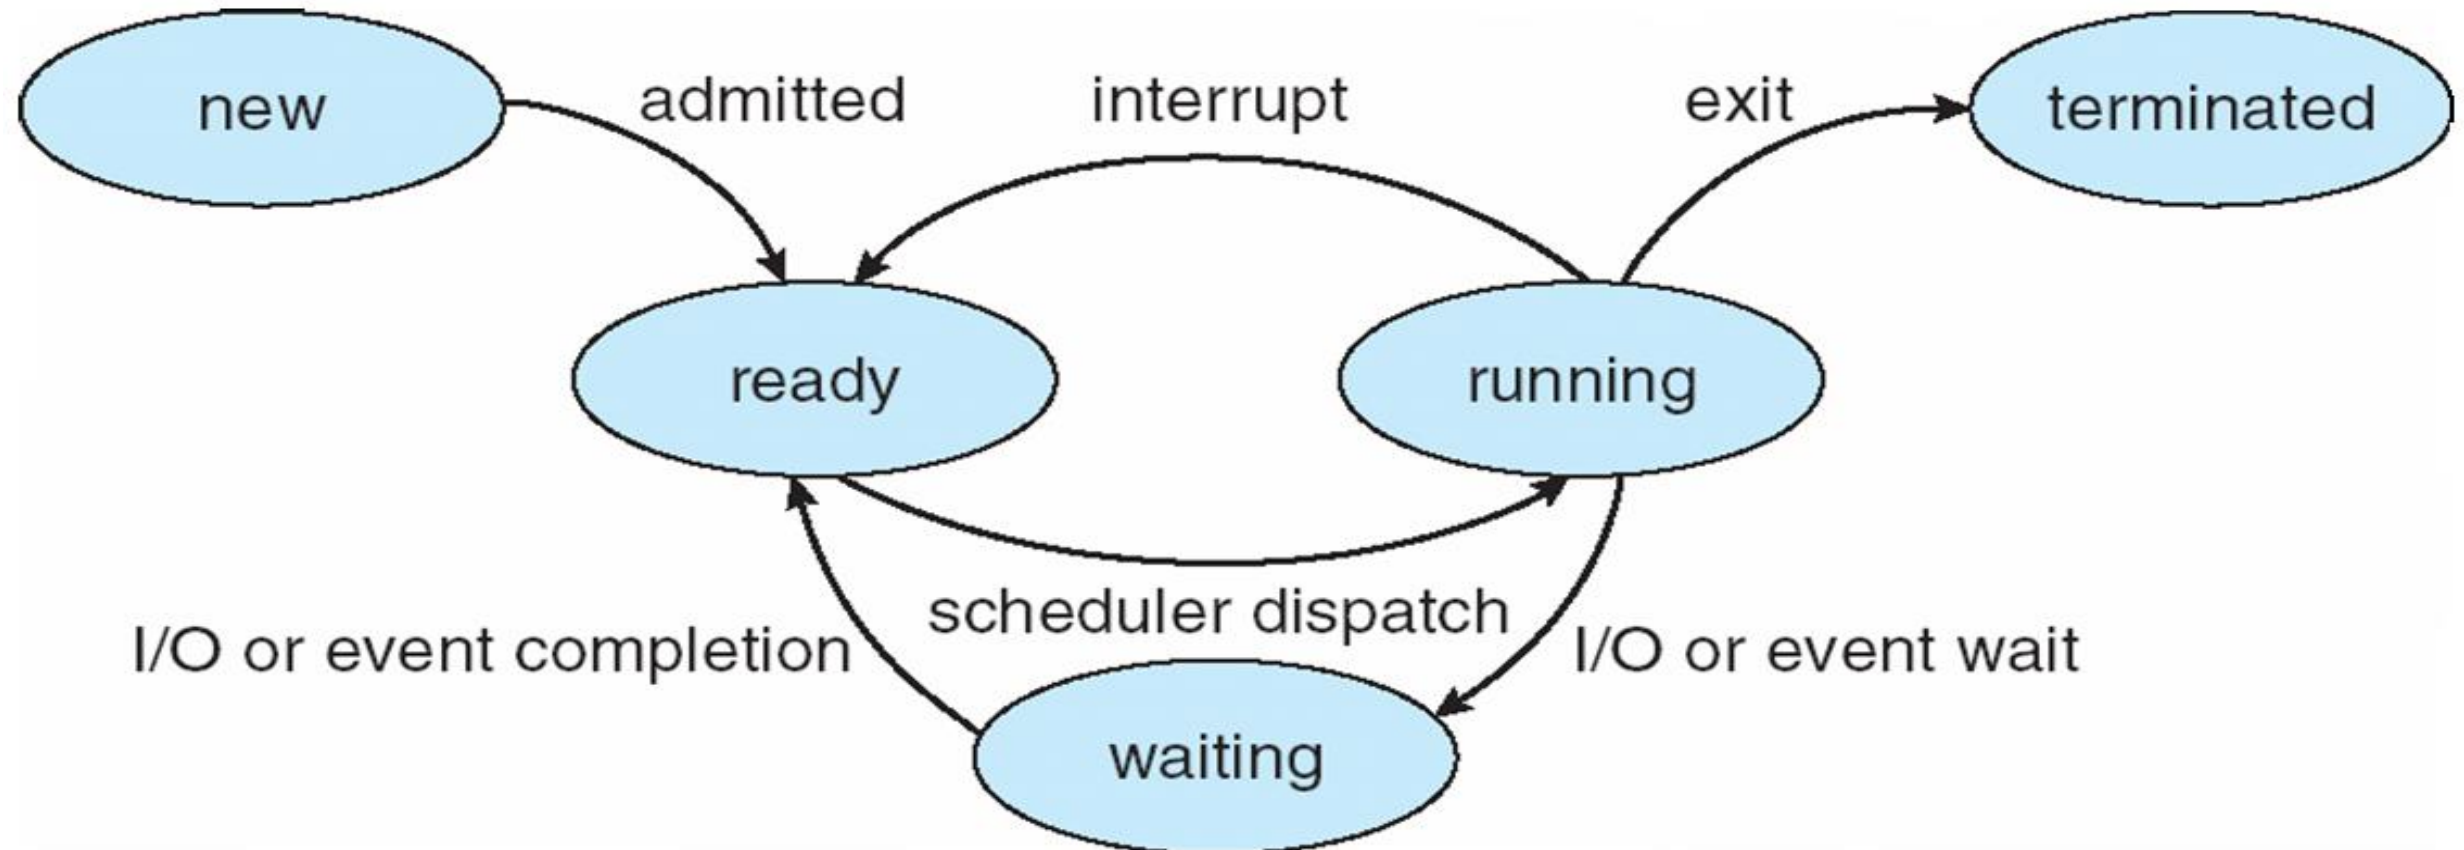 new
admitted
interrupt
exit
terminated
ready
running
scheduler dispatch
I/O or event completion
I/O or event wait
waiting